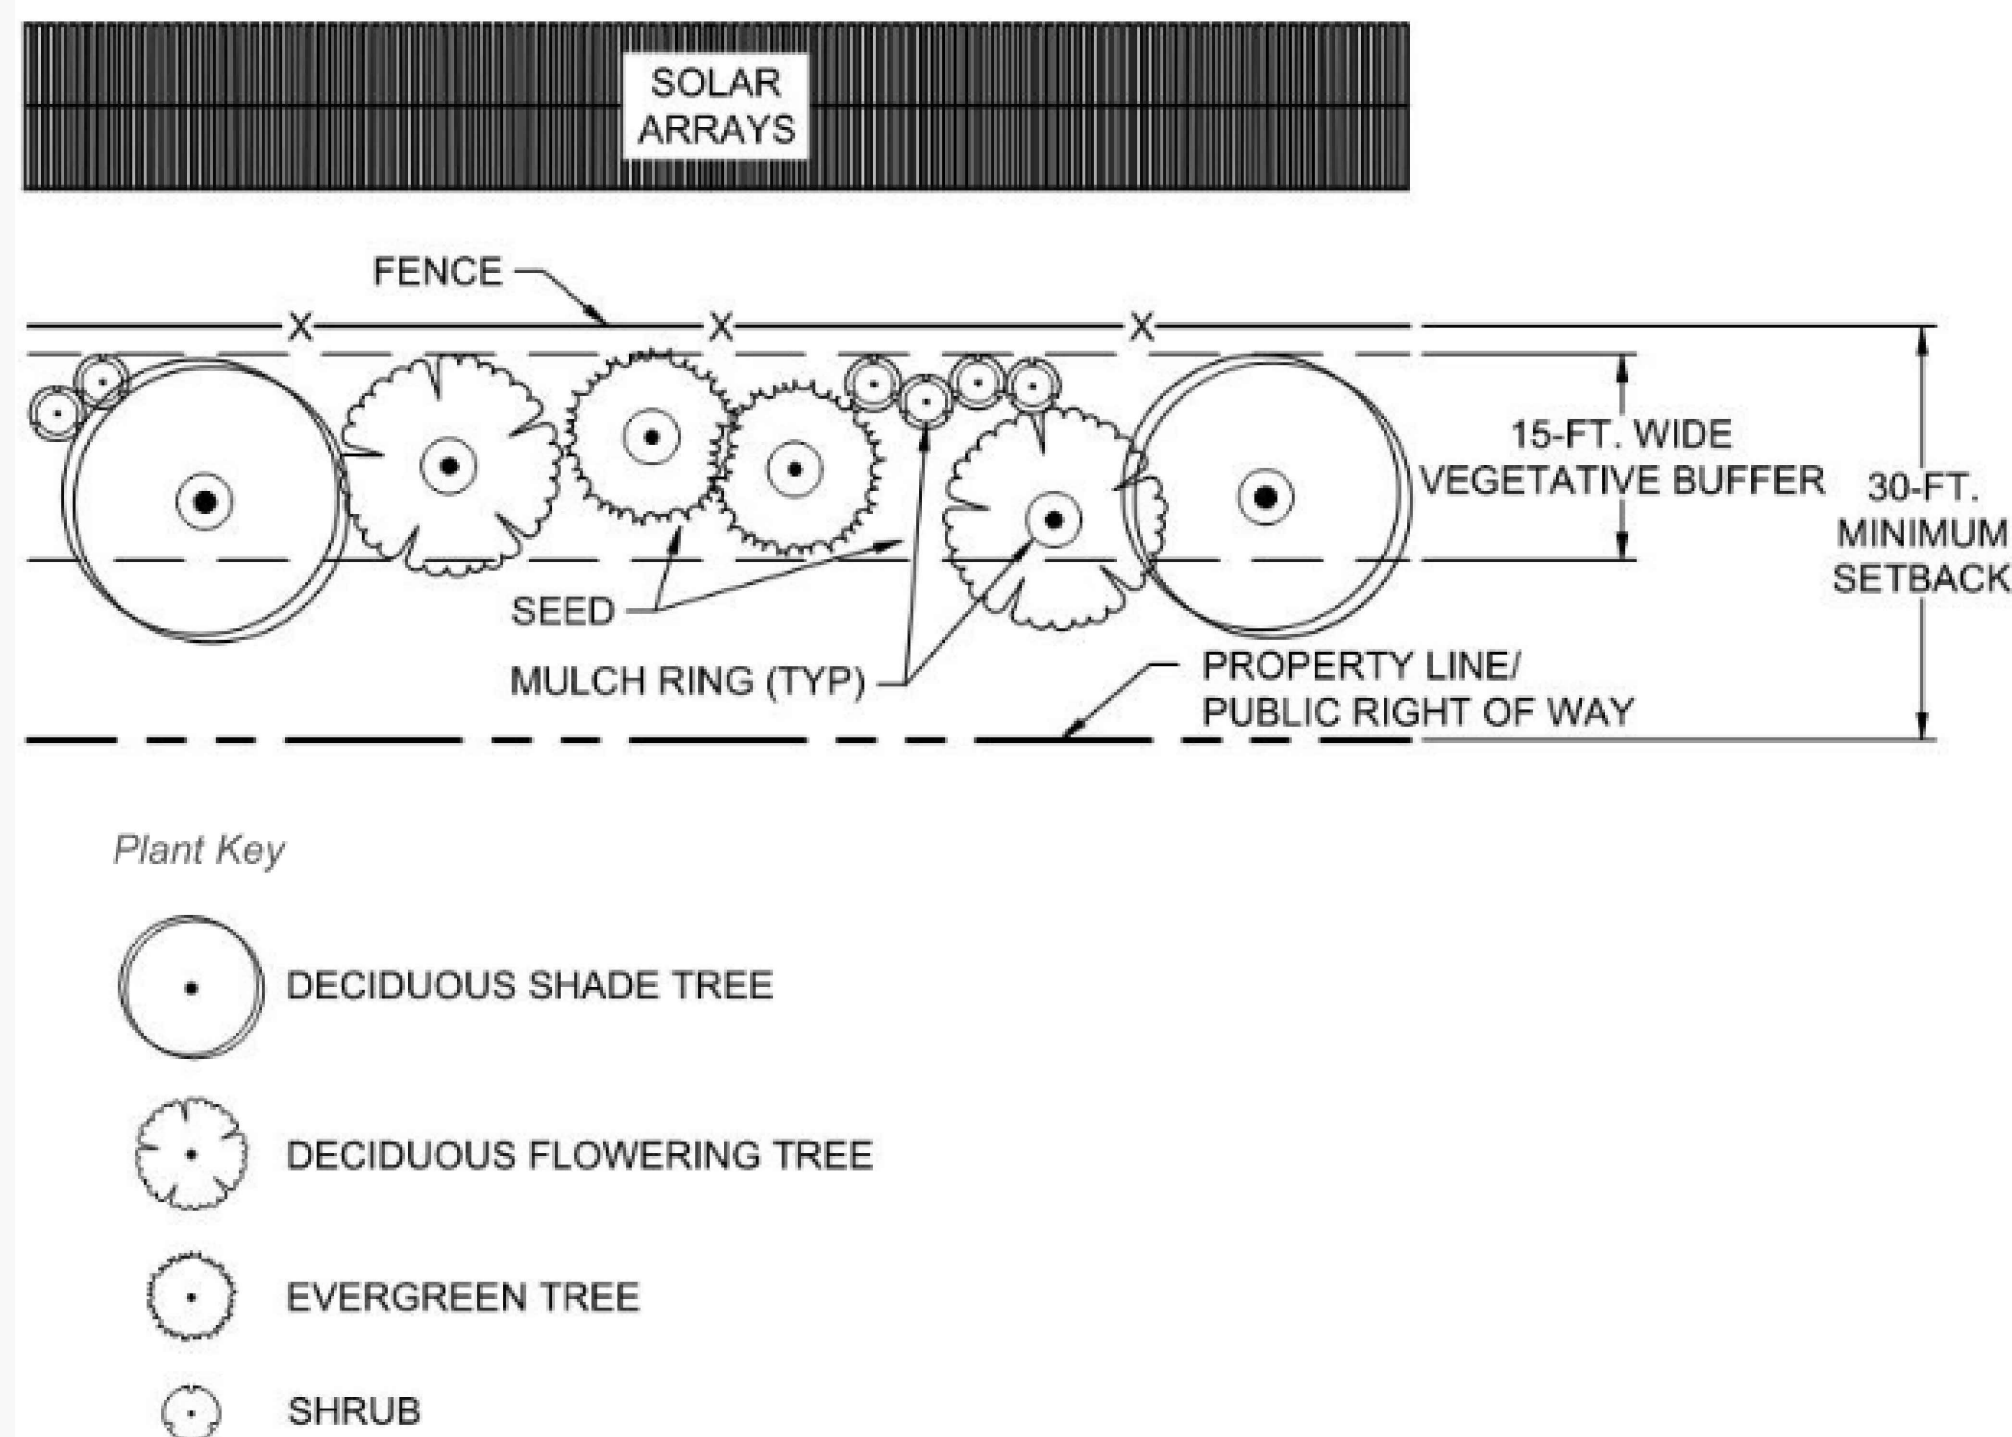 SOLAR
ARRAYS
FENCE
X
X
X
15-FT. WIDE
VEGETATIVE BUFFER
30-FT.
MINIMUM
SETBACK
SEED
MULCH RING (TYP)
PROPERTY LINE/
PUBLIC RIGHT OF WAY
Plant Key
DECIDUOUS SHADE TREE
DECIDUOUS FLOWERING TREE
EVERGREEN TREE
SHRUB